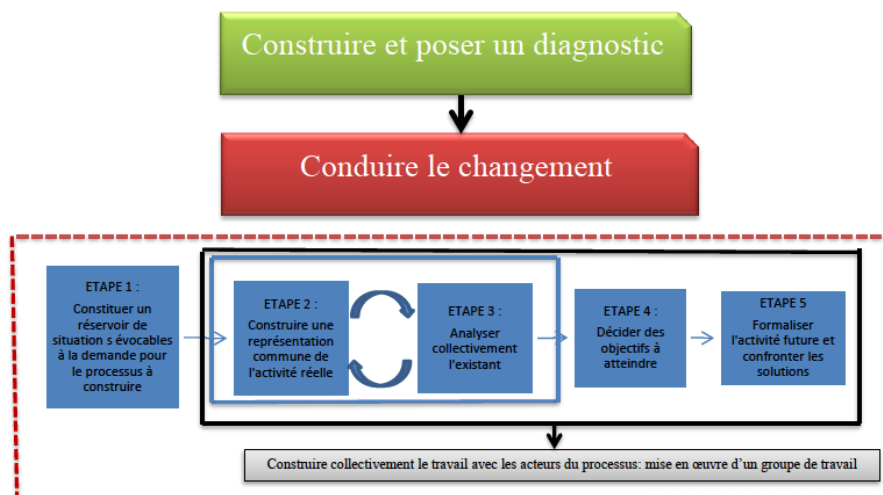 Construire et poser un diagnostic
Conduire le changement
ETAPE 1 :
Constituer un
réservoir de
situation s évocables
à la demande pour
le processus à
construire
ETAPE 2 :
Construire une
représentation
commune de
l'activité réelle
ETAPE 3 :
Analyser
collectivement
l'existant
ETAPE 4 :
Décider des
objectifs à
atteindre
ETAPE 5
Formaliser
l'activité future et
confronter les
solutions
Construire collectivement le travail avec les acteurs du processus: mise en œuvre d'un groupe de travail